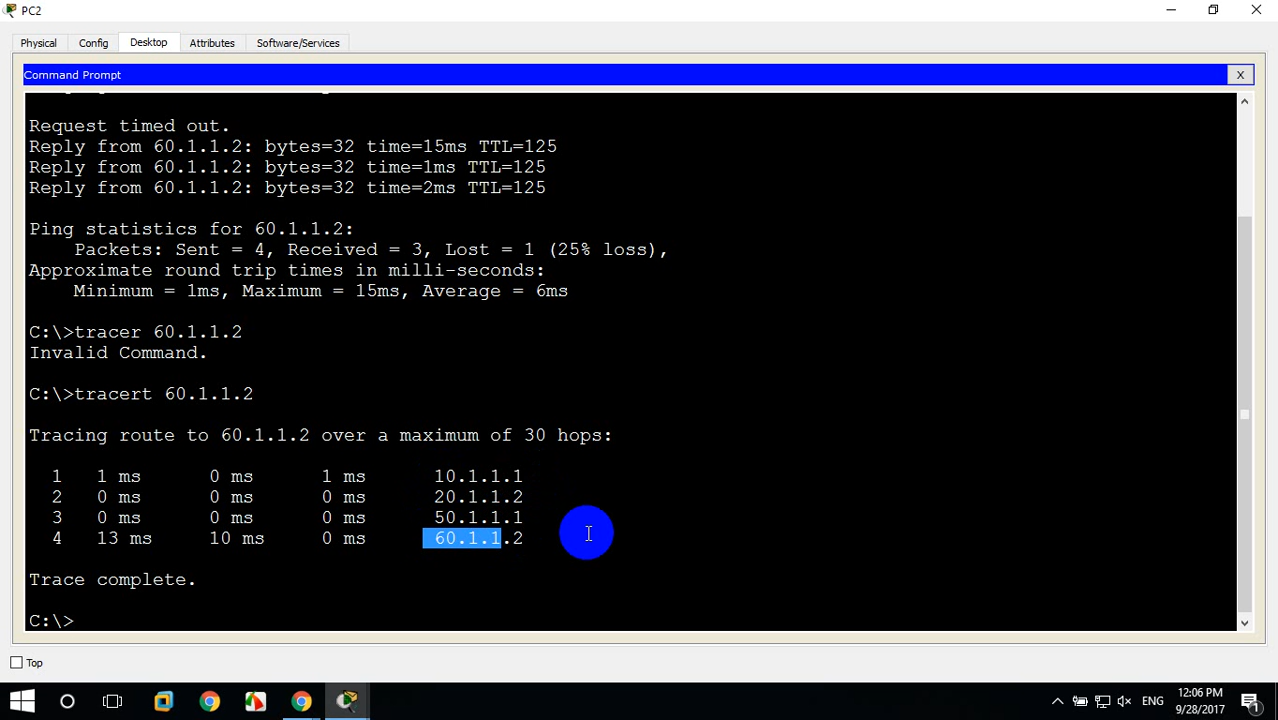 PC2
Physical Config Desktop Attributes Software/Services
Command Prompt X
Request timed out.
Reply from 60.1.1.2: bytes=32 time=15ms TTL=125
Reply from 60.1.1.2: bytes=32 time=1ms TTL=125
Reply from 60.1.1.2: bytes=32 time=2ms TTL=125
Ping statistics for 60.1.1.2:
Packets: Sent = 4, Received = 3, Lost = 1 (25% loss),
Approximate round trip times in milli-seconds:
Minimum = 1ms, Maximum = 15ms, Average = 6ms
C:\>tracer 60.1.1.2
Invalid Command.
C:\>tracert 60.1.1.2
Tracing route to 60.1.1.2 over a maximum of 30 hops:
1 1 ms 0 ms 1 ms 10.1.1.1
2 0 ms 0 ms 0 ms 20.1.1.2
3 0 ms 0 ms 0 ms 50.1.1.1
4 13 ms 10 ms 0 ms 60.1.1.2
Trace complete.
C:\>
Top
ENG
12:06 PM
9/28/2017
1